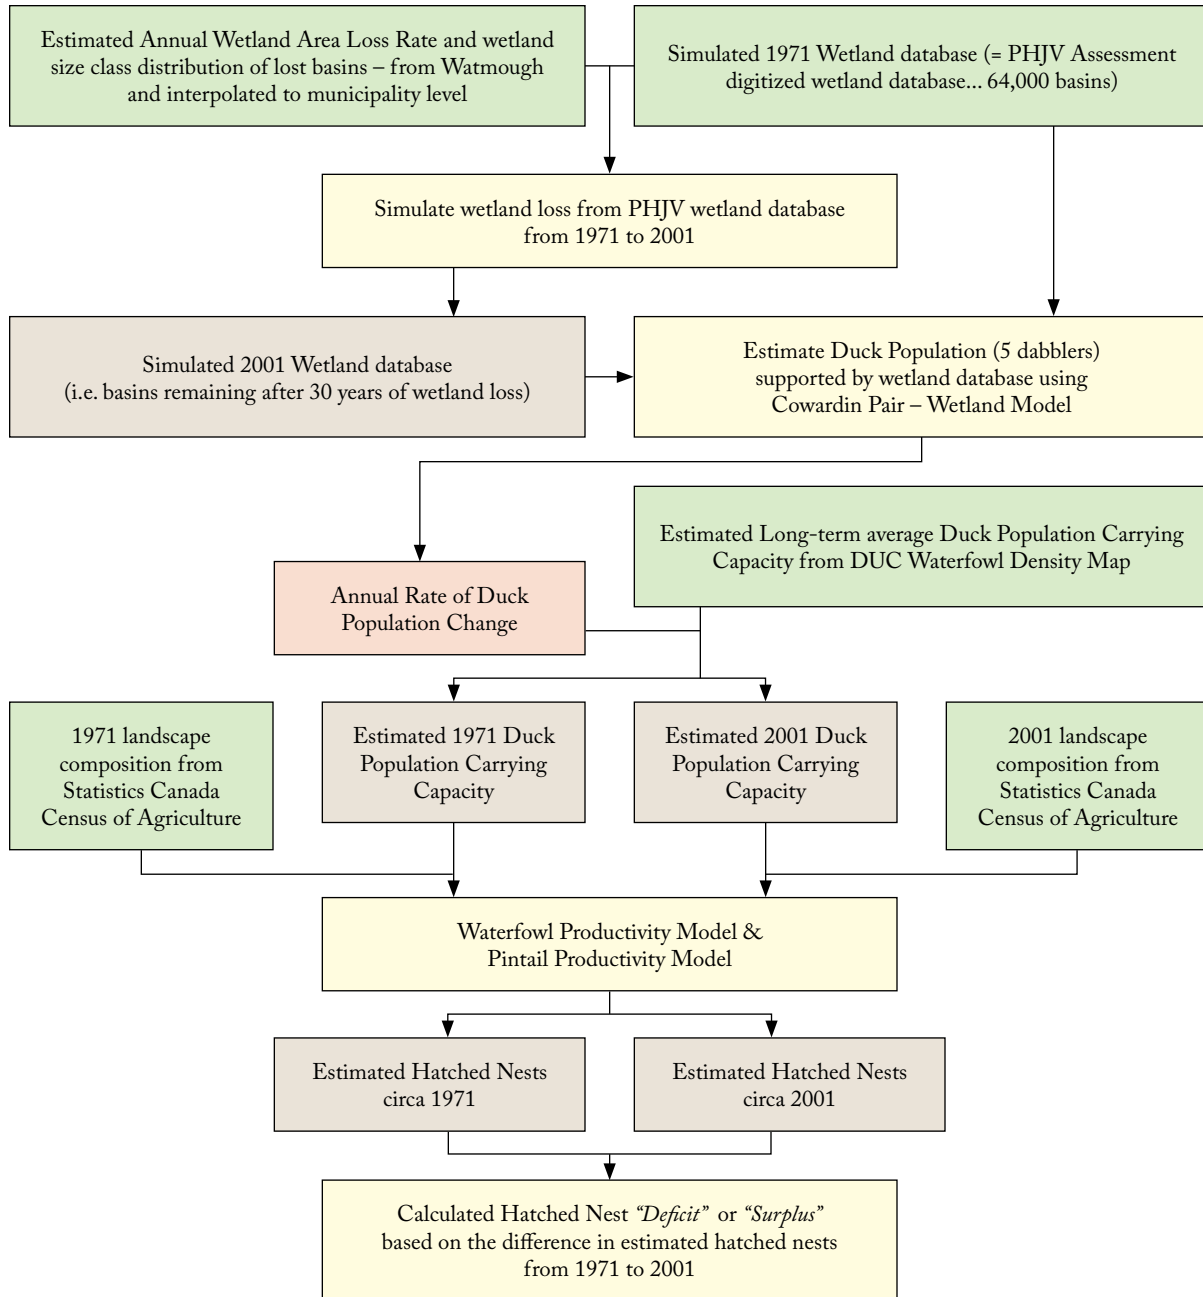 Estimated Annual Wetland Area Loss Rate and wetland
size class distribution of lost basins – from Watmough
and interpolated to municipality level
Simulated 1971 Wetland database (= PHJV Assessment
digitized wetland database... 64,000 basins)
Simulate wetland loss from PHJV wetland database
from 1971 to 2001
Simulated 2001 Wetland database
(i.e. basins remaining after 30 years of wetland loss)
Estimate Duck Population (5 dabblers)
supported by wetland database using
Cowardin Pair – Wetland Model
Estimated Long-term average Duck Population Carrying
Capacity from DUC Waterfowl Density Map
Annual Rate of Duck
Population Change
1971 landscape
composition from
Statistics Canada
Census of Agriculture
Estimated 1971 Duck
Population Carrying
Capacity
Estimated 2001 Duck
Population Carrying
Capacity
2001 landscape
composition from
Statistics Canada
Census of Agriculture
Waterfowl Productivity Model &
Pintail Productivity Model
Estimated Hatched Nests
circa 1971
Estimated Hatched Nests
circa 2001
Calculated Hatched Nest “Deficit” or “Surplus”
based on the difference in estimated hatched nests
from 1971 to 2001